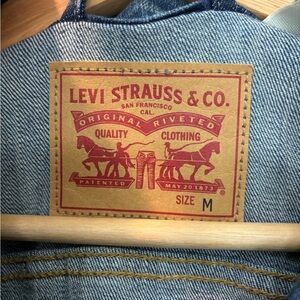 LEVI STRAUSS & CO.
SAN FRANCISCO
CAL.
ORIGINAL RIVETED
QUALITY CLOTHING
PATENTED MAY 20 1873
SIZE M